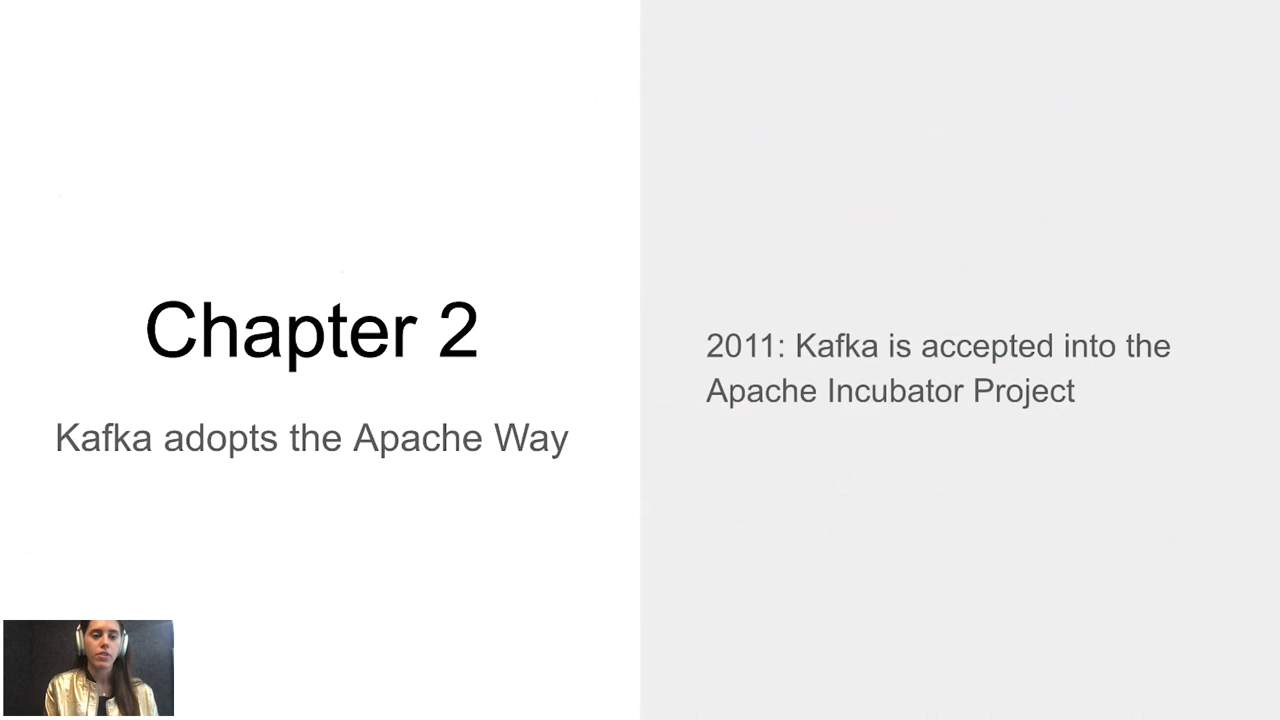 Chapter 2
Kafka adopts the Apache Way
2011: Kafka is accepted into the
Apache Incubator Project